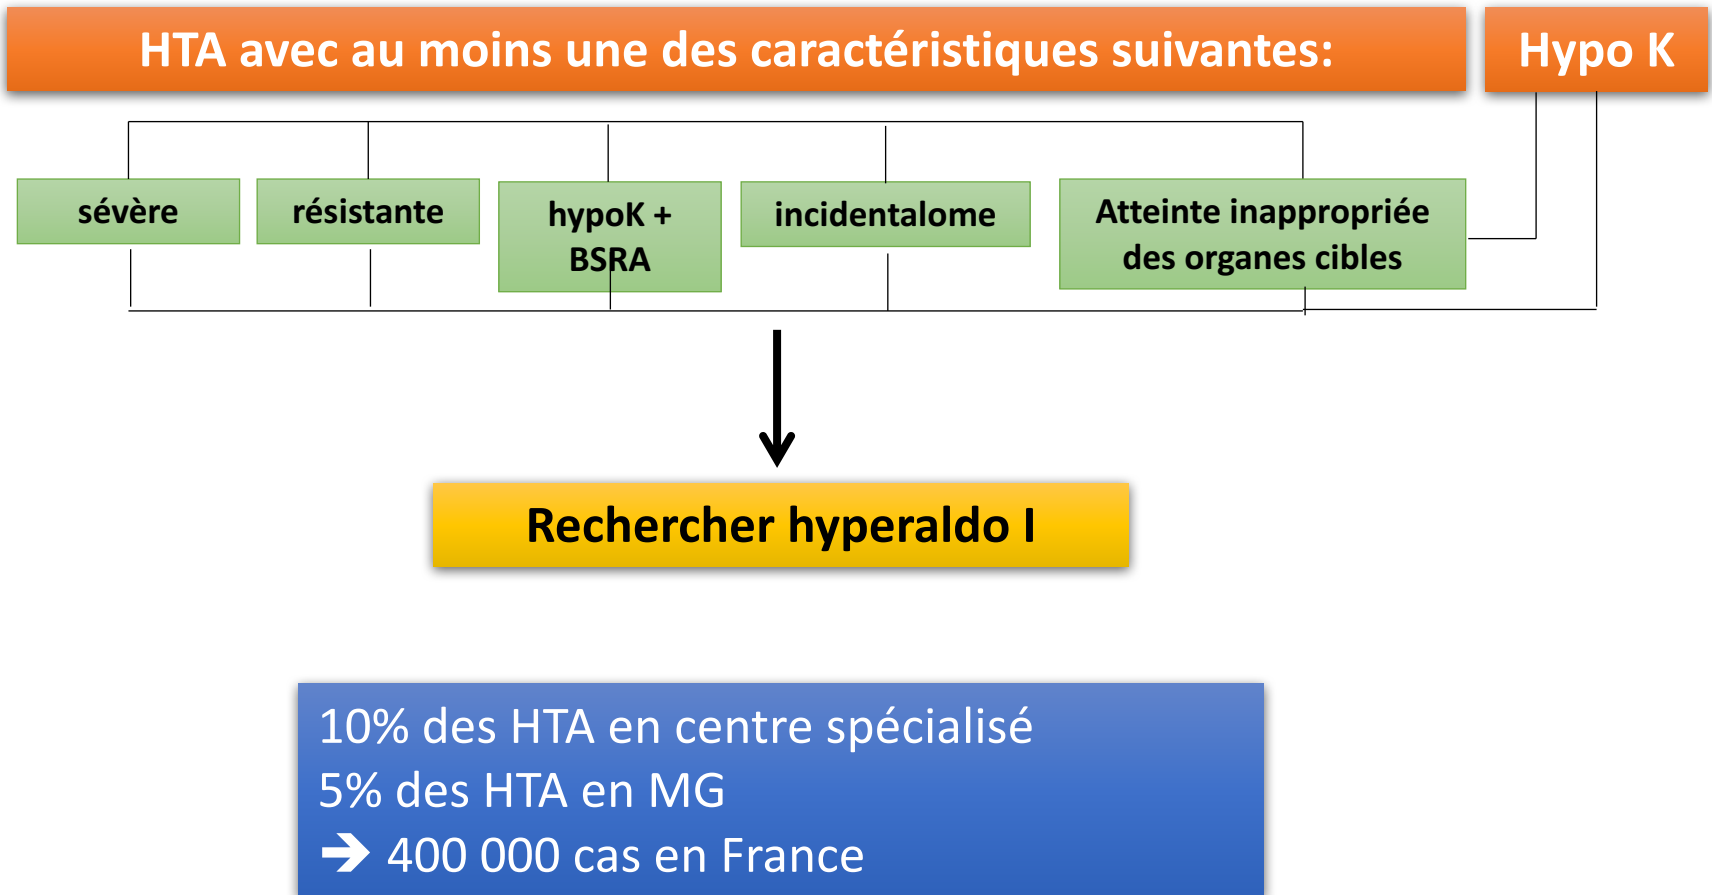 HTA avec au moins une des caractéristiques suivantes:
Hypo K
sévère
résistante
hypoK +
BSRA
incidentalome
Atteinte inappropriée
des organes cibles
Rechercher hyperaldo I
10% des HTA en centre spécialisé
5% des HTA en MG
➔ 400 000 cas en France